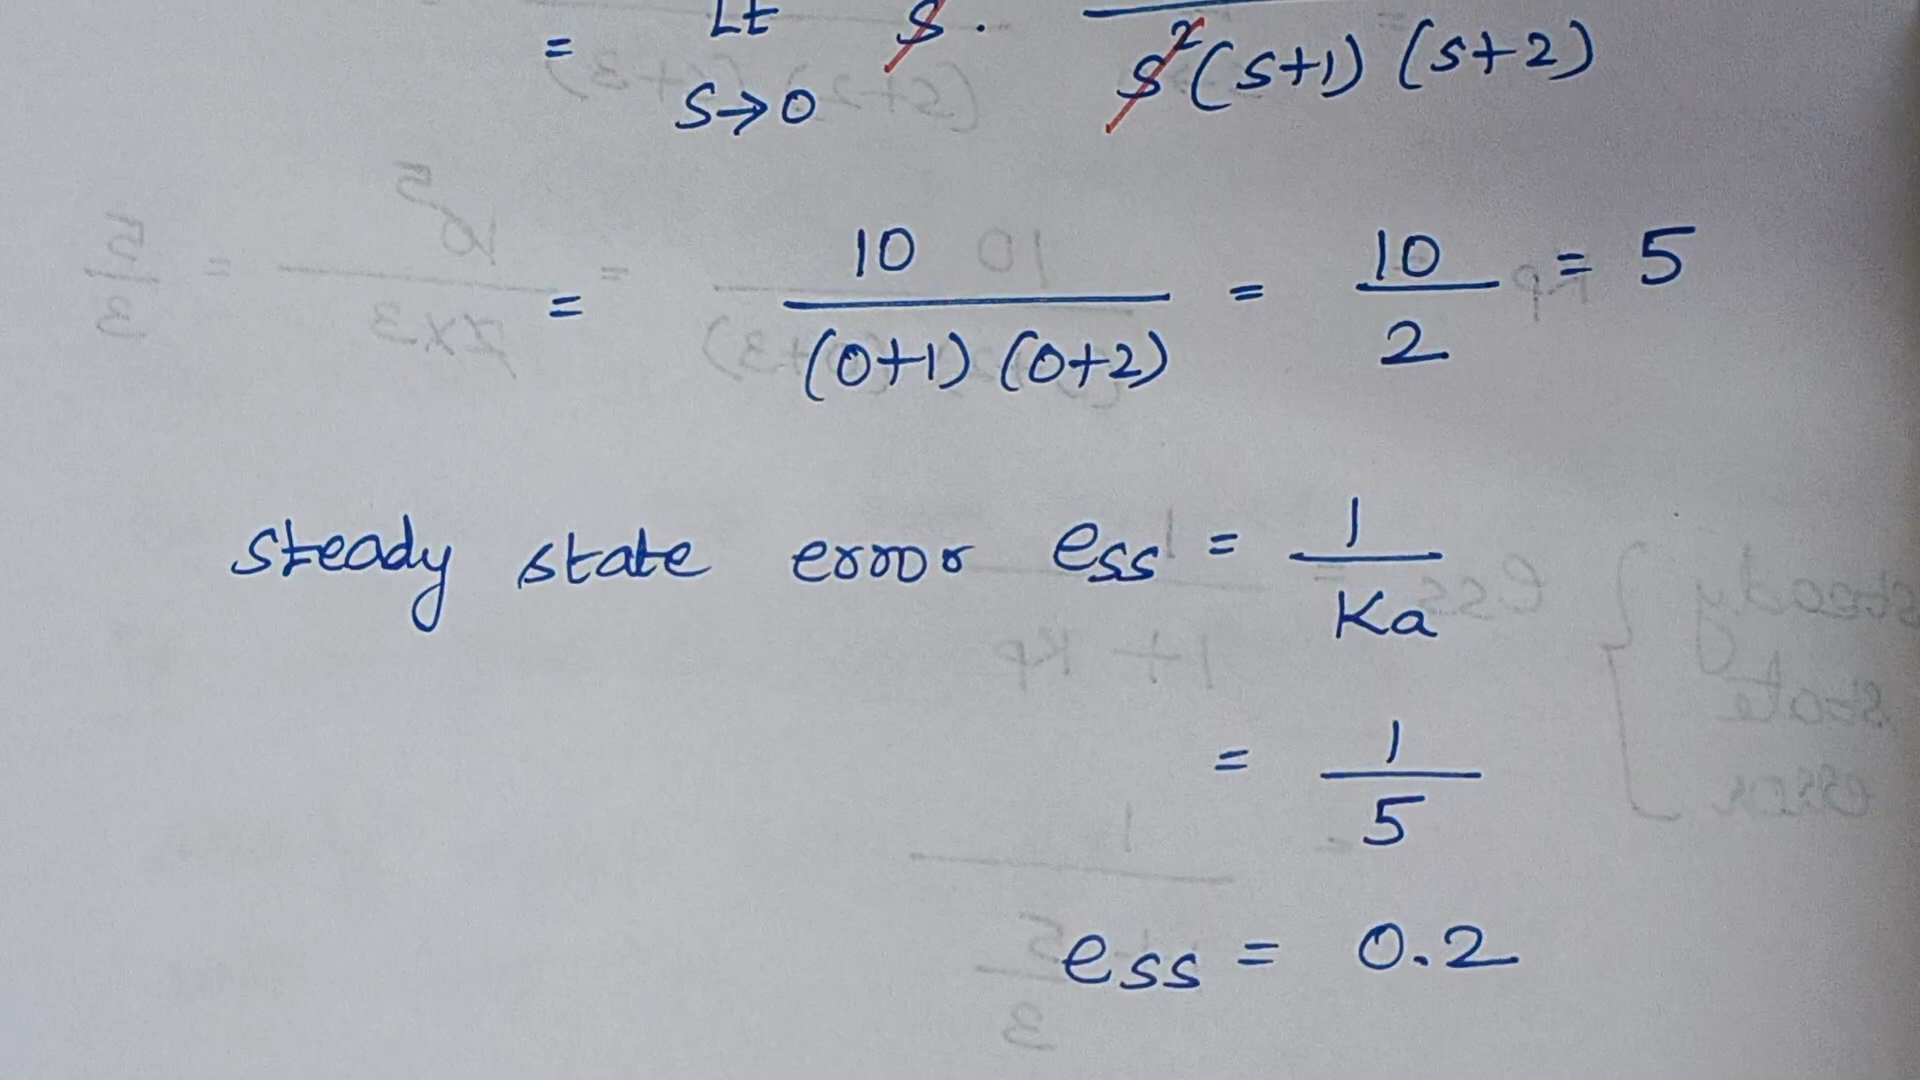 = Lt s→0 s. / s²(s+1) (s+2)
= 10 / (0+1) (0+2) = 10 / 2 = 5
steady state error ess = 1 / Ka
= 1 / 5
ess = 0.2